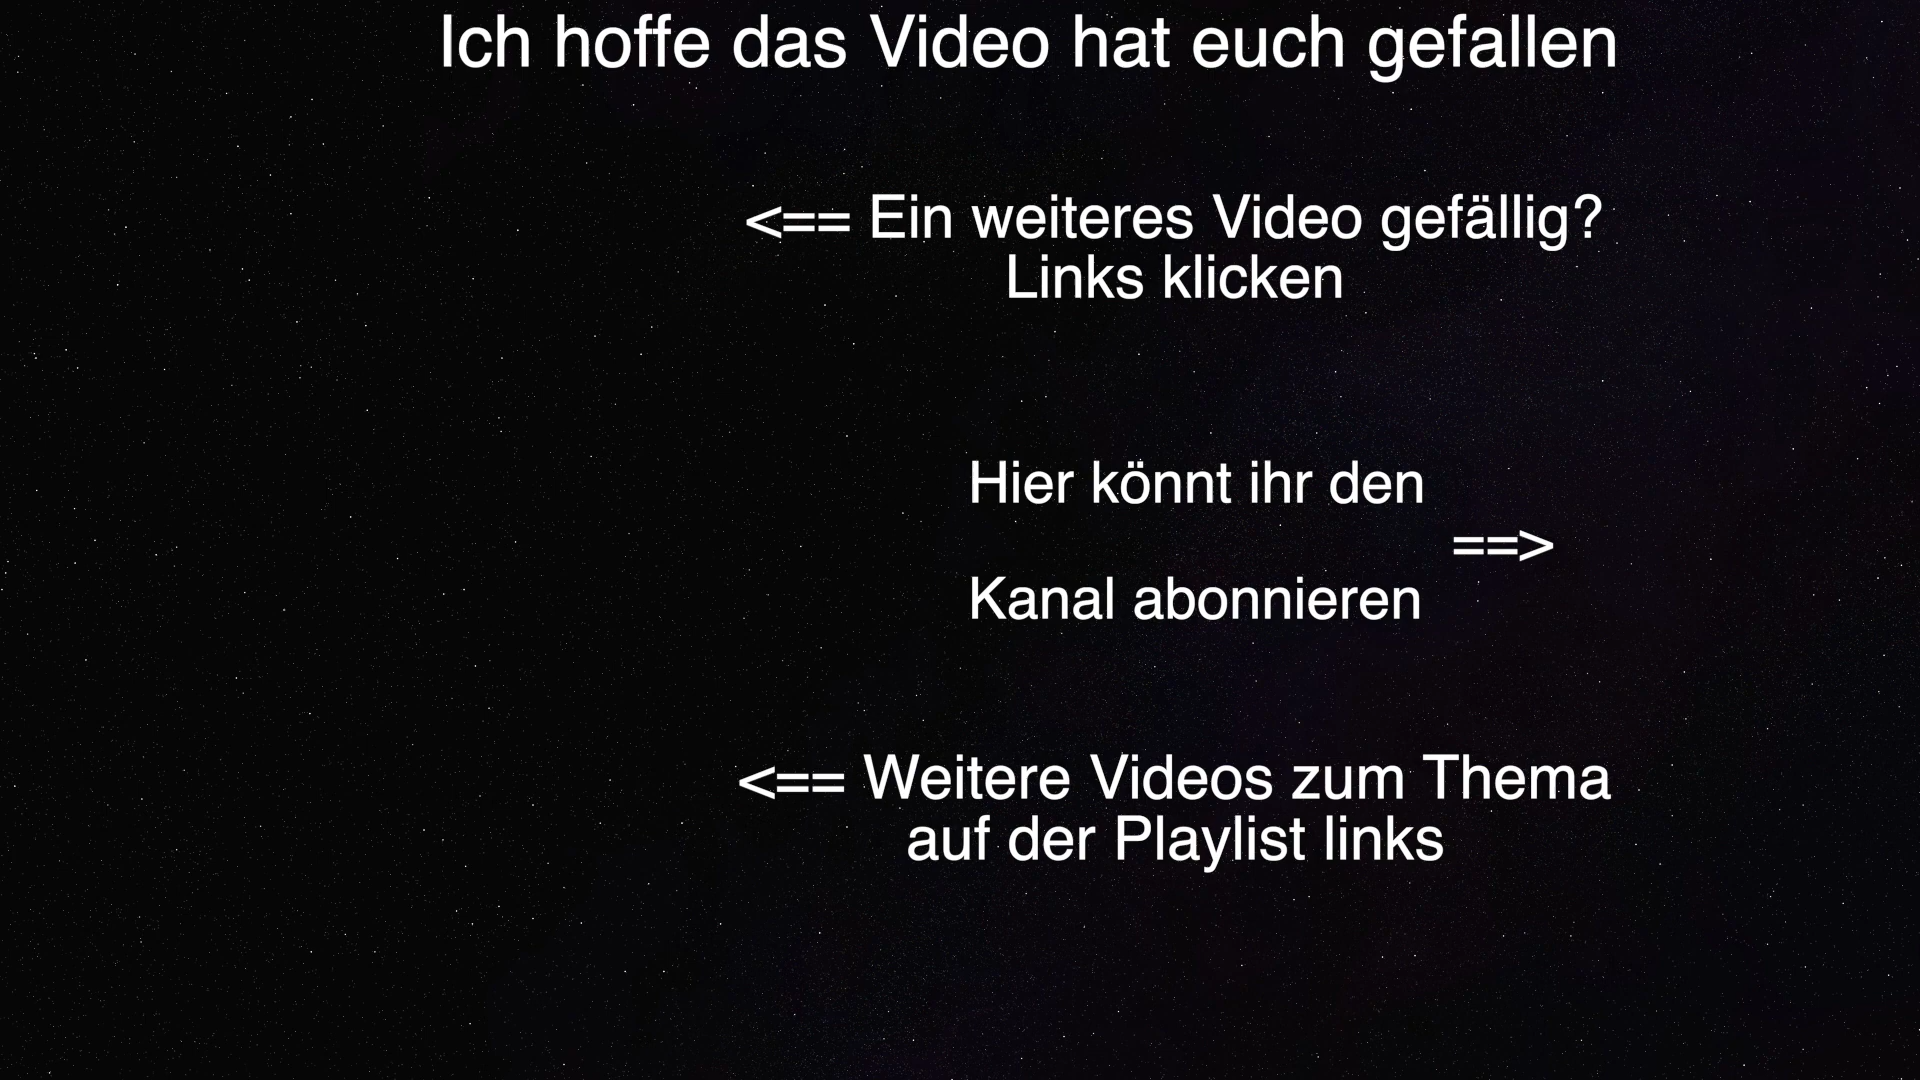 Ich hoffe das Video hat euch gefallen
<== Ein weiteres Video gefällig?
Links klicken
Hier könnt ihr den
==>
Kanal abonnieren
<== Weitere Videos zum Thema
auf der Playlist links